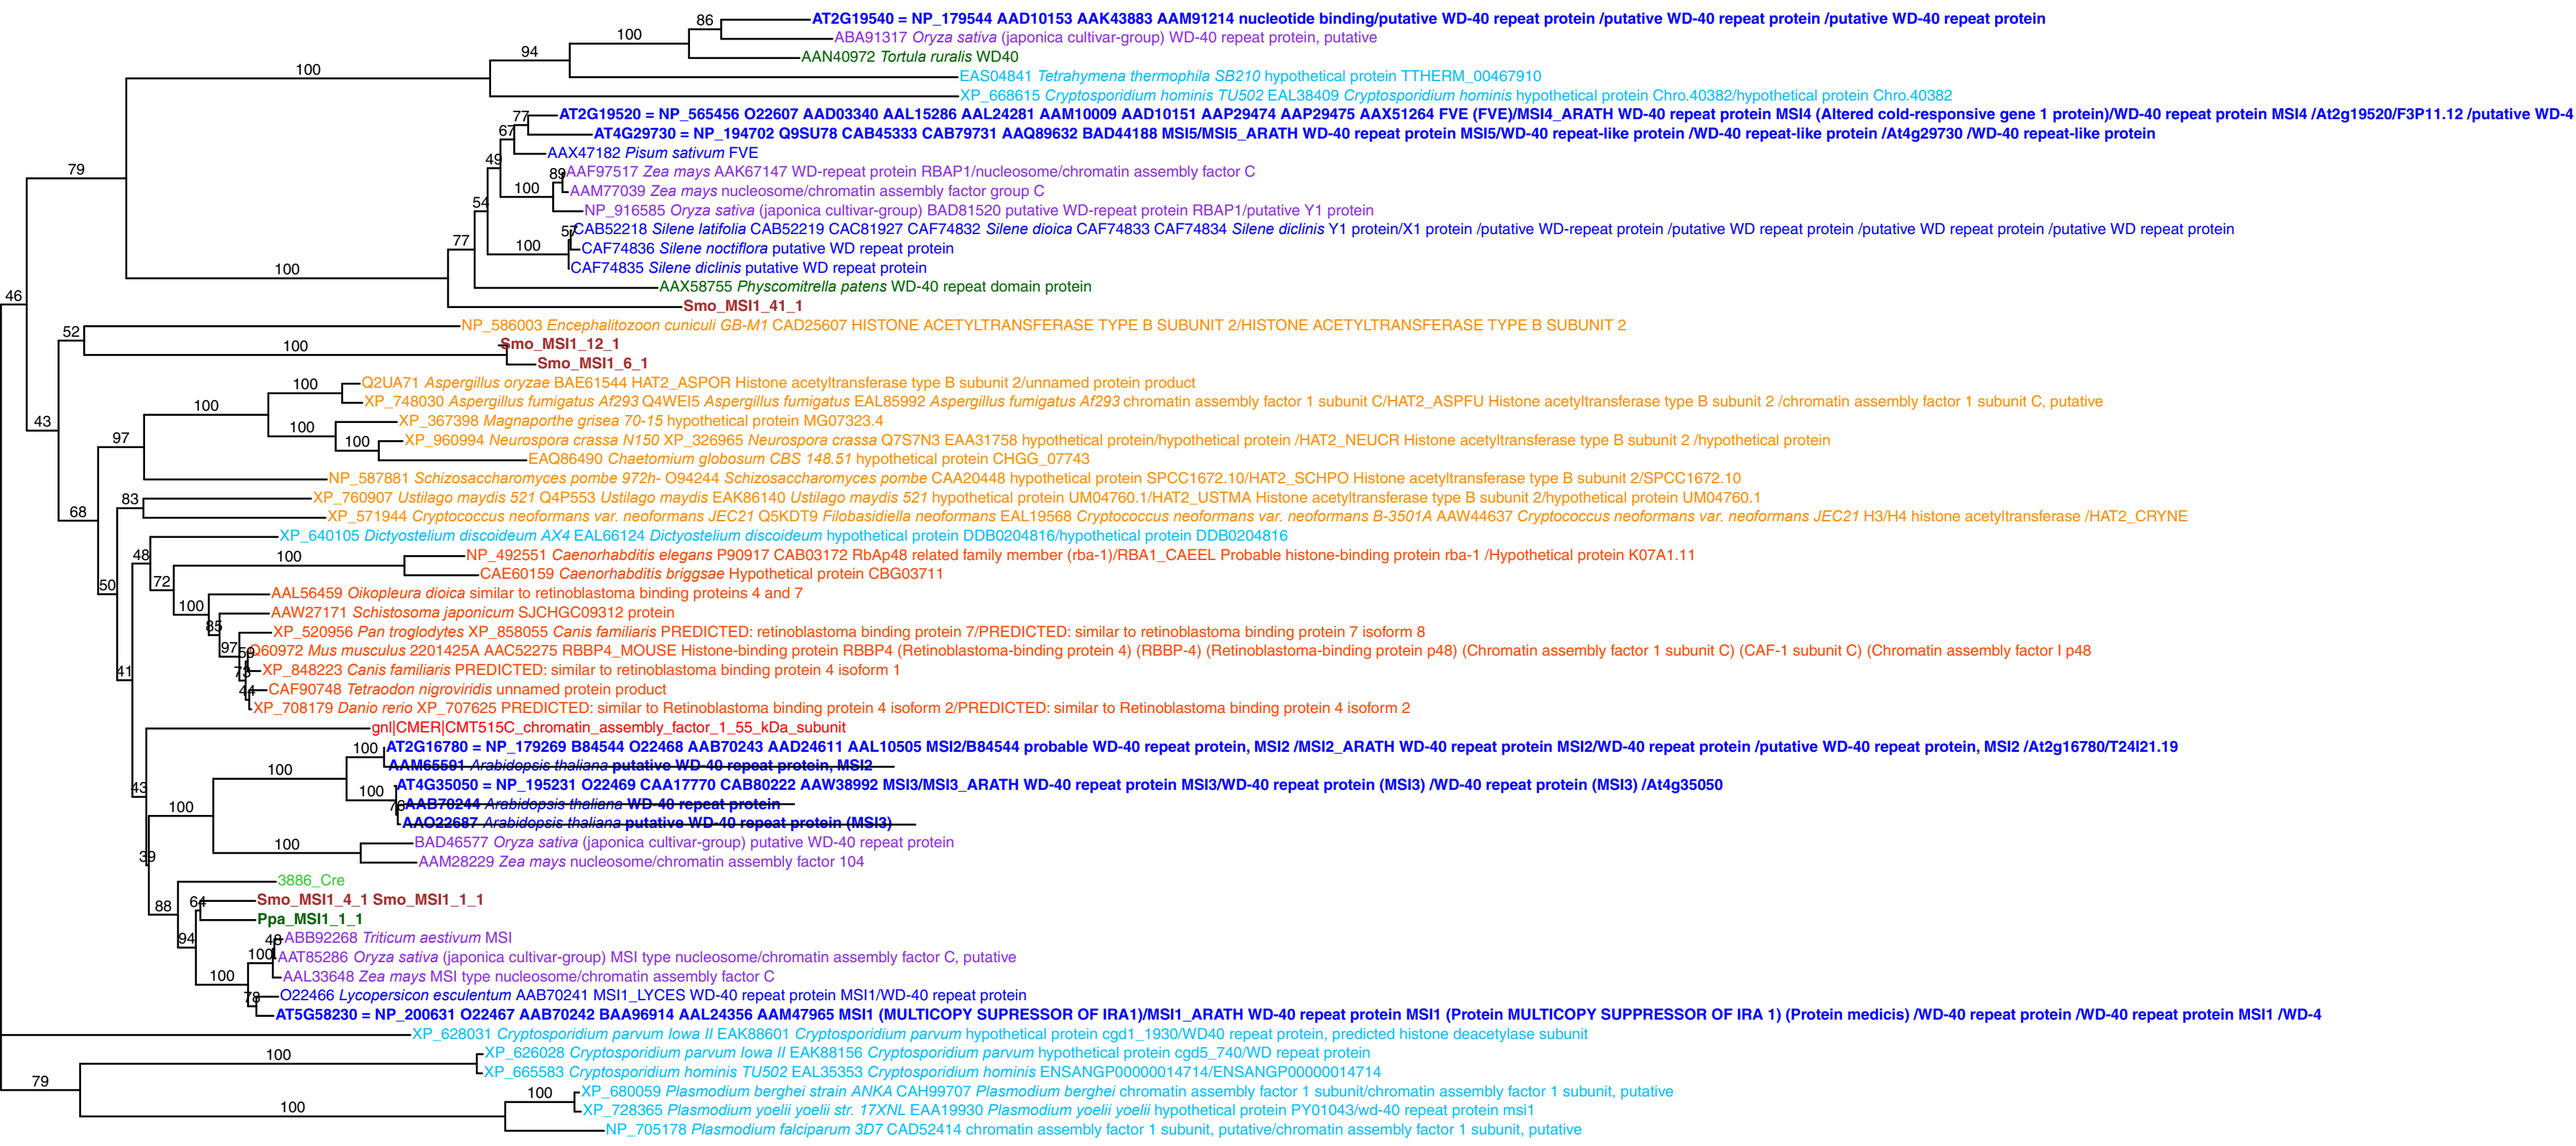 86
AT2G19540 = NP_179544 AAD10153 AAK43883 AAM91214 nucleotide binding/putative WD-40 repeat protein /putative WD-40 repeat protein /putative WD-40 repeat protein
100
ABA91317 Oryza sativa (japonica cultivar-group) WD-40 repeat protein, putative
94
AAN40972 Tortula ruralis WD40
100
EAS04841 Tetrahymena thermophila SB210 hypothetical protein TTHERM_00467910
XP_668615 Cryptosporidium hominis TU502 EAL38409 Cryptosporidium hominis hypothetical protein Chro.40382/hypothetical protein Chro.40382
77
AT2G19520 = NP_565456 O22607 AAD03340 AAL15286 AAL24281 AAM10009 AAD10151 AAP29474 AAP29475 AAX51264 FVE (FVE)/MSI4_ARATH WD-40 repeat protein MSI4 (Altered cold-responsive gene 1 protein)/WD-40 repeat protein MSI4 /At2g19520/F3P11.12 /putative WD-4
67
AT4G29730 = NP_194702 Q9SU78 CAB45333 CAB79731 AAQ89632 BAD44188 MSI5/MSI5_ARATH WD-40 repeat protein MSI5/WD-40 repeat-like protein /WD-40 repeat-like protein /At4g29730 /WD-40 repeat-like protein
49
AAX47182 Pisum sativum FVE
79
89
AAF97517 Zea mays AAK67147 WD-repeat protein RBAP1/nucleosome/chromatin assembly factor C
100
AAM77039 Zea mays nucleosome/chromatin assembly factor group C
54
NP_916585 Oryza sativa (japonica cultivar-group) BAD81520 putative WD-repeat protein RBAP1/putative Y1 protein
57
CAB52218 Silene latifolia CAB52219 CAC81927 CAF74832 Silene dioica CAF74833 CAF74834 Silene diclinis Y1 protein/X1 protein /putative WD-repeat protein /putative WD repeat protein /putative WD repeat protein /putative WD repeat protein
77
100
CAF74836 Silene noctiflora putative WD repeat protein
100
CAF74835 Silene diclinis putative WD repeat protein
AAX58755 Physcomitrella patens WD-40 repeat domain protein
46
Smo_MSI1_41_1
52
NP_586003 Encephalitozoon cuniculi GB-M1 CAD25607 HISTONE ACETYLTRANSFERASE TYPE B SUBUNIT 2/HISTONE ACETYLTRANSFERASE TYPE B SUBUNIT 2
100
Smo_MSI1_12_1
Smo_MSI1_6_1
100
Q2UA71 Aspergillus oryzae BAE61544 HAT2_ASPOR Histone acetyltransferase type B subunit 2/unnamed protein product
100
XP_748030 Aspergillus fumigatus Af293 Q4WEI5 Aspergillus fumigatus EAL85992 Aspergillus fumigatus Af293 chromatin assembly factor 1 subunit C/HAT2_ASPFU Histone acetyltransferase type B subunit 2 /chromatin assembly factor 1 subunit C, putative
43
XP_367398 Magnaporthe grisea 70-15 hypothetical protein MG07323.4
97
100
100
XP_960994 Neurospora crassa N150 XP_326965 Neurospora crassa Q7S7N3 EAA31758 hypothetical protein/hypothetical protein /HAT2_NEUCR Histone acetyltransferase type B subunit 2 /hypothetical protein
EAQ86490 Chaetomium globosum CBS 148.51 hypothetical protein CHGG_07743
NP_587881 Schizosaccharomyces pombe 972h- O94244 Schizosaccharomyces pombe CAA20448 hypothetical protein SPCC1672.10/HAT2_SCHPO Histone acetyltransferase type B subunit 2/SPCC1672.10
83
XP_760907 Ustilago maydis 521 Q4P553 Ustilago maydis EAK86140 Ustilago maydis 521 hypothetical protein UM04760.1/HAT2_USTMA Histone acetyltransferase type B subunit 2/hypothetical protein UM04760.1
68
XP_571944 Cryptococcus neoformans var. neoformans JEC21 Q5KDT9 Filobasidiella neoformans EAL19568 Cryptococcus neoformans var. neoformans B-3501A AAW44637 Cryptococcus neoformans var. neoformans JEC21 H3/H4 histone acetyltransferase /HAT2_CRYNE
XP_640105 Dictyostelium discoideum AX4 EAL66124 Dictyostelium discoideum hypothetical protein DDB0204816/hypothetical protein DDB0204816
48
100
NP_492551 Caenorhabditis elegans P90917 CAB03172 RbAp48 related family member (rba-1)/RBA1_CAEEL Probable histone-binding protein rba-1 /Hypothetical protein K07A1.11
50
72
CAE60159 Caenorhabditis briggsae Hypothetical protein CBG03711
AAL56459 Oikopleura dioica similar to retinoblastoma binding proteins 4 and 7
100
AAW27171 Schistosoma japonicum SJCHGC09312 protein
85
XP_520956 Pan troglodytes XP_858055 Canis familiaris PREDICTED: retinoblastoma binding protein 7/PREDICTED: similar to retinoblastoma binding protein 7 isoform 8
97
59
Q60972 Mus musculus 2201425A AAC52275 RBBP4_MOUSE Histone-binding protein RBBP4 (Retinoblastoma-binding protein 4) (RBBP-4) (Retinoblastoma-binding protein p48) (Chromatin assembly factor 1 subunit C) (CAF-1 subunit C) (Chromatin assembly factor I p48
41
73
XP_848223 Canis familiaris PREDICTED: similar to retinoblastoma binding protein 4 isoform 1
44
CAF90748 Tetraodon nigroviridis unnamed protein product
XP_708179 Danio rerio XP_707625 PREDICTED: similar to Retinoblastoma binding protein 4 isoform 2/PREDICTED: similar to Retinoblastoma binding protein 4 isoform 2
gnl|CMER|CMT515C_chromatin_assembly_factor_1_55_kDa_subunit
100
AT2G16780 = NP_179269 B84544 O22468 AAB70243 AAD24611 AAL10505 MSI2/B84544 probable WD-40 repeat protein, MSI2 /MSI2_ARATH WD-40 repeat protein MSI2/WD-40 repeat protein /putative WD-40 repeat protein, MSI2 /At2g16780/T24I21.19
100
AAM65591 Arabidopsis thaliana putative WD-40 repeat protein, MSI2
43
100
AT4G35050 = NP_195231 O22469 CAA17770 CAB80222 AAW38992 MSI3/MSI3_ARATH WD-40 repeat protein MSI3/WD-40 repeat protein (MSI3) /WD-40 repeat protein (MSI3) /At4g35050
100
76
AAB70244 Arabidopsis thaliana WD-40 repeat protein
AAO22687 Arabidopsis thaliana putative WD-40 repeat protein (MSI3)
100
BAD46577 Oryza sativa (japonica cultivar-group) putative WD-40 repeat protein
39
AAM28229 Zea mays nucleosome/chromatin assembly factor 104
3886_Cre
88
64
Smo_MSI1_4_1 Smo_MSI1_1_1
Ppa_MSI1_1_1
94
48
ABB92268 Triticum aestivum MSI
100
AAT85286 Oryza sativa (japonica cultivar-group) MSI type nucleosome/chromatin assembly factor C, putative
100
AAL33648 Zea mays MSI type nucleosome/chromatin assembly factor C
78
O22466 Lycopersicon esculentum AAB70241 MSI1_LYCES WD-40 repeat protein MSI1/WD-40 repeat protein
AT5G58230 = NP_200631 O22467 AAB70242 BAA96914 AAL24356 AAM47965 MSI1 (MULTICOPY SUPRESSOR OF IRA1)/MSI1_ARATH WD-40 repeat protein MSI1 (Protein MULTICOPY SUPPRESSOR OF IRA 1) (Protein medicis) /WD-40 repeat protein /WD-40 repeat protein MSI1 /WD-4
XP_628031 Cryptosporidium parvum Iowa II EAK88601 Cryptosporidium parvum hypothetical protein cgd1_1930/WD40 repeat protein, predicted histone deacetylase subunit
100
XP_626028 Cryptosporidium parvum Iowa II EAK88156 Cryptosporidium parvum hypothetical protein cgd5_740/WD repeat protein
79
XP_665583 Cryptosporidium hominis TU502 EAL35353 Cryptosporidium hominis ENSANGP00000014714/ENSANGP00000014714
100
XP_680059 Plasmodium berghei strain ANKA CAH99707 Plasmodium berghei chromatin assembly factor 1 subunit/chromatin assembly factor 1 subunit, putative
100
XP_728365 Plasmodium yoelii yoelii str. 17XNL EAA19930 Plasmodium yoelii yoelii hypothetical protein PY01043/wd-40 repeat protein msi1
NP_705178 Plasmodium falciparum 3D7 CAD52414 chromatin assembly factor 1 subunit, putative/chromatin assembly factor 1 subunit, putative